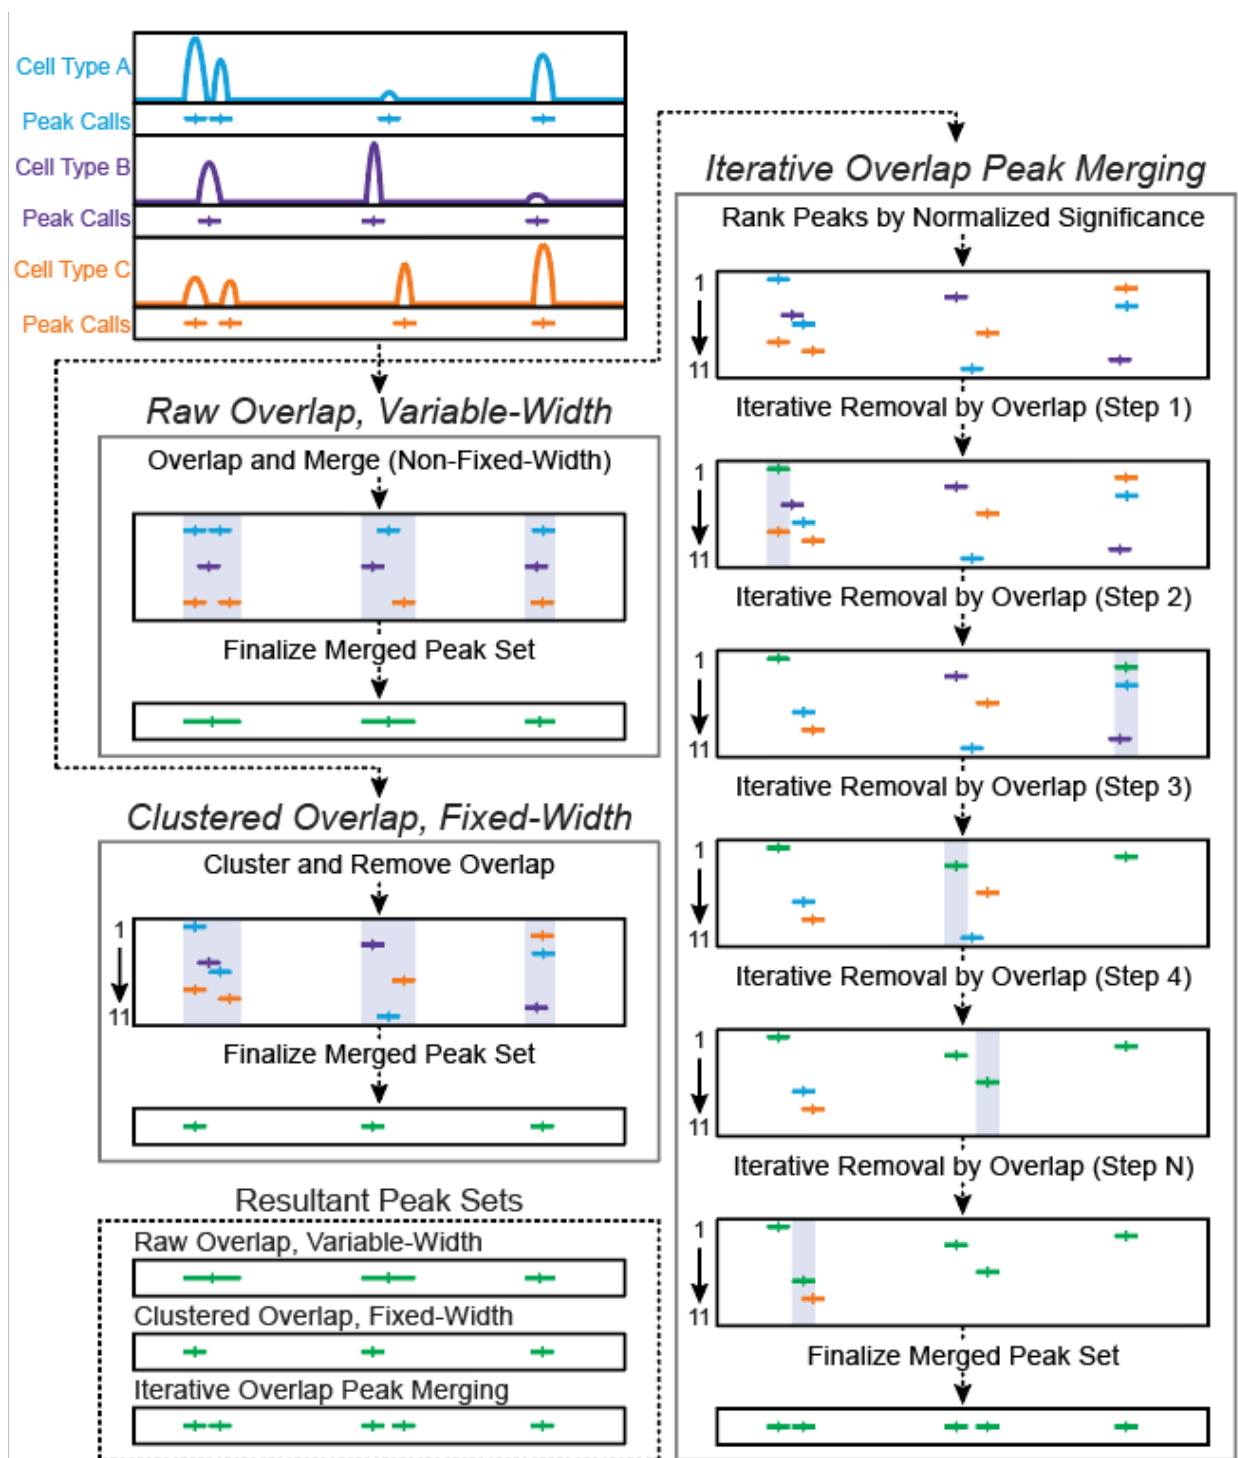 Cell Type A
Peak Calls
Cell Type B
Peak Calls
Cell Type C
Peak Calls
Raw Overlap, Variable-Width
Overlap and Merge (Non-Fixed-Width)
Finalize Merged Peak Set
Clustered Overlap, Fixed-Width
Cluster and Remove Overlap
1
11
Finalize Merged Peak Set
Resultant Peak Sets
Raw Overlap, Variable-Width
Clustered Overlap, Fixed-Width
Iterative Overlap Peak Merging
Iterative Overlap Peak Merging
Rank Peaks by Normalized Significance
1
11
Iterative Removal by Overlap (Step 1)
1
11
Iterative Removal by Overlap (Step 2)
1
11
Iterative Removal by Overlap (Step 3)
1
11
Iterative Removal by Overlap (Step 4)
1
11
Iterative Removal by Overlap (Step N)
1
11
Finalize Merged Peak Set